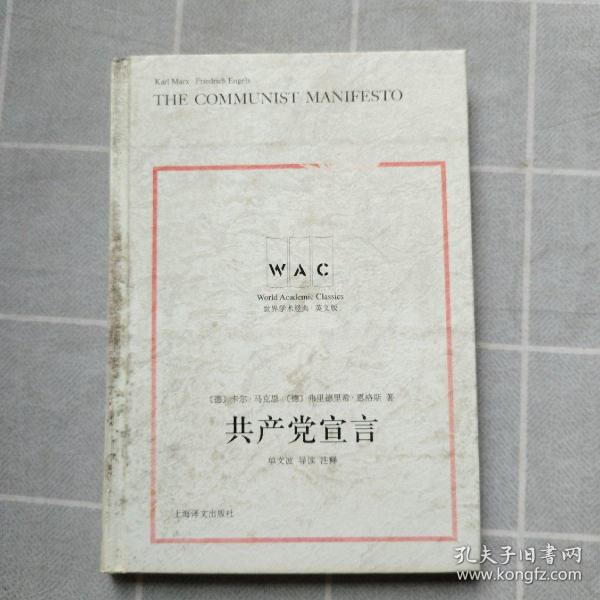 Karl Marx Friedrich Engels
THE COMMUNIST MANIFESTO
WAC
World Academic Classics
世界学术经典·英文版
〔德〕卡尔·马克思 〔德〕弗里德里希·恩格斯 著
共产党宣言
单文波 导读 注释
上海译文出版社
孔夫子旧书网
www.kongfz.com